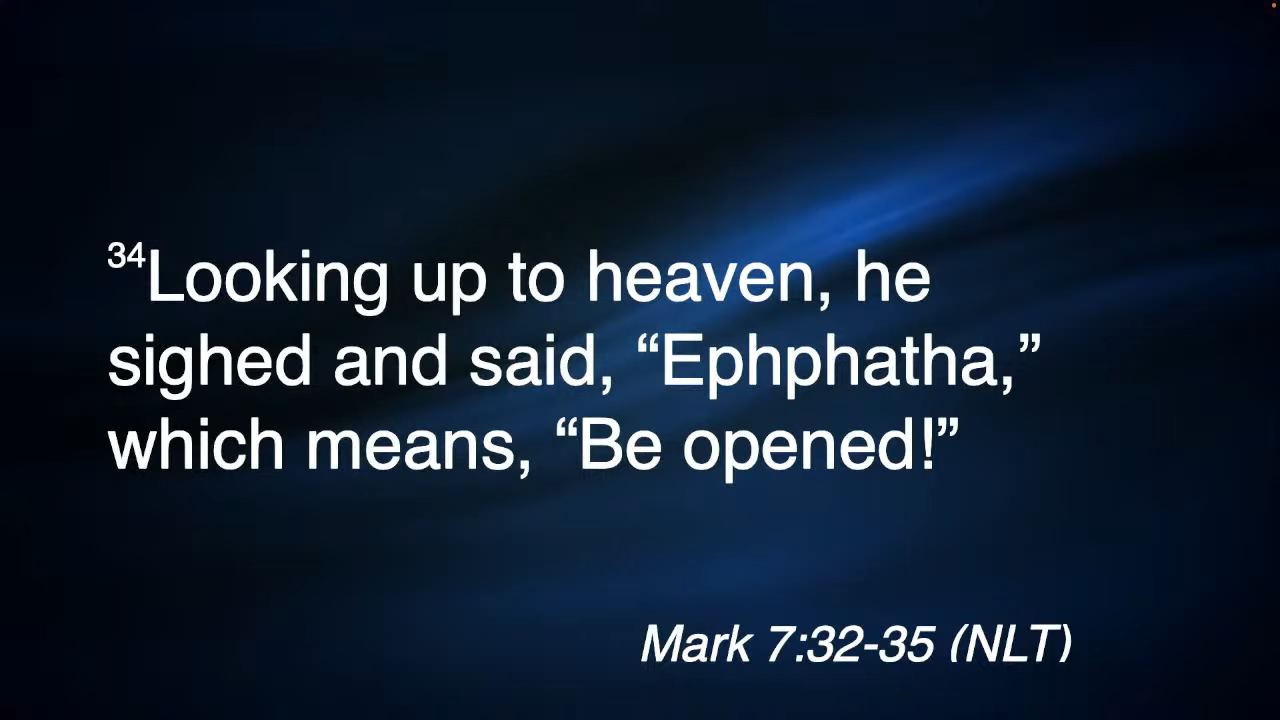 34Looking up to heaven, he
sighed and said, “Ephphatha,”
which means, “Be opened!”
Mark 7:32-35 (NLT)